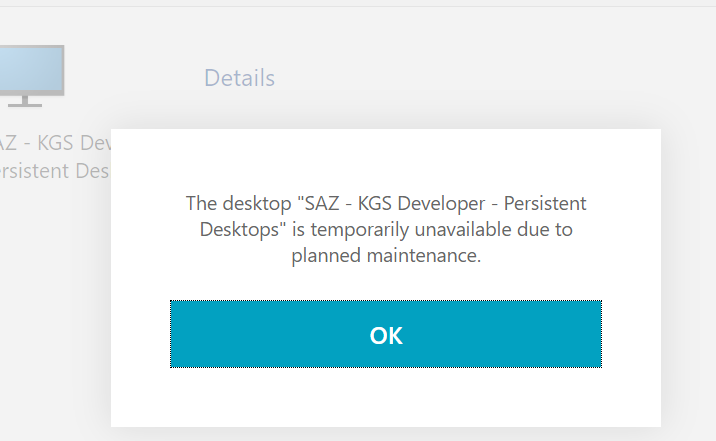 Details
AZ - KGS Dev
ersistent Des
The desktop "SAZ - KGS Developer - Persistent
Desktops" is temporarily unavailable due to
planned maintenance.
OK